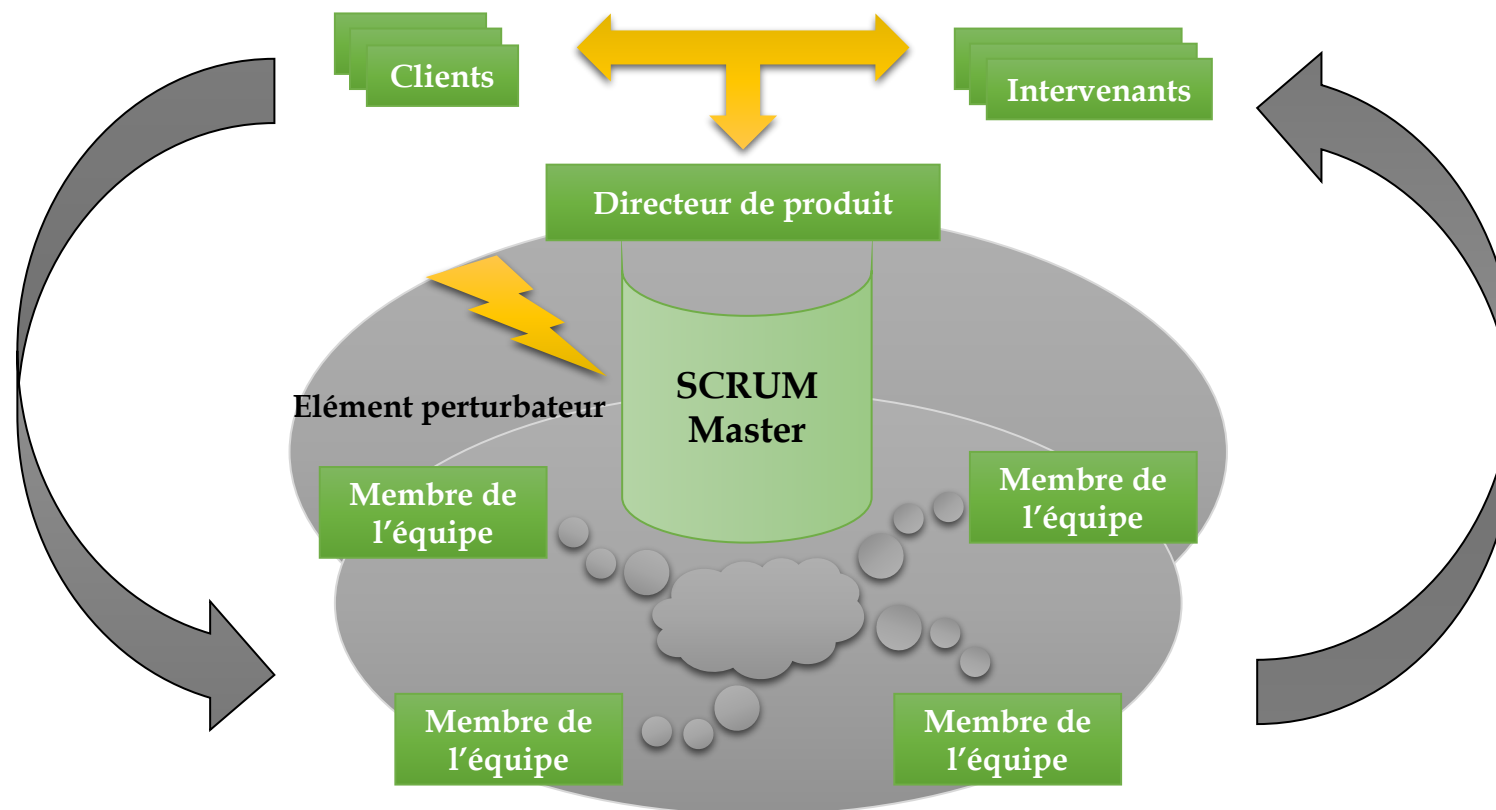 Clients
Intervenants
Directeur de produit
SCRUM
Master
Elément perturbateur
Membre de
l’équipe
Membre de
l’équipe
Membre de
l’équipe
Membre de
l’équipe